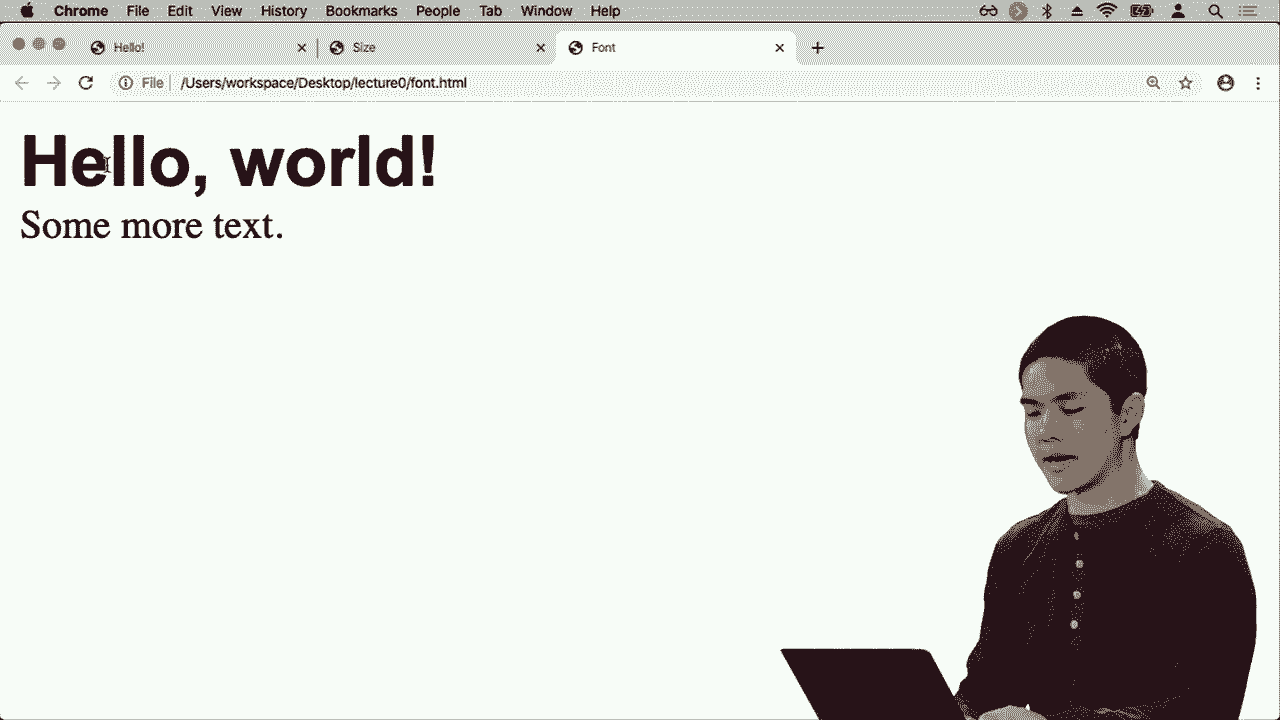 Chrome File Edit View History Bookmarks People Tab Window Help
Hello! Size Font
File /Users/workspace/Desktop/lecture0/font.html
Hello, world!
Some more text.